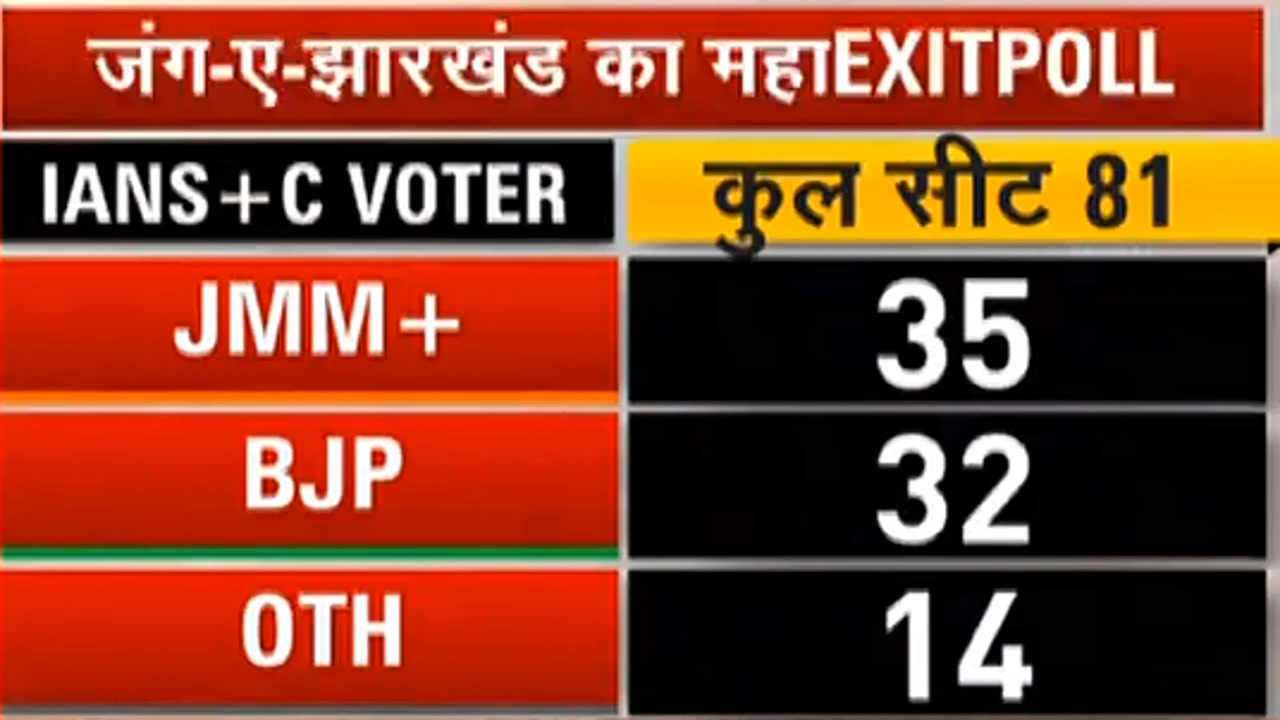 जंग-ए-झारखंड का महाEXITPOLL
IANS+C VOTER कुल सीट 81
JMM+ 35
BJP 32
OTH 14